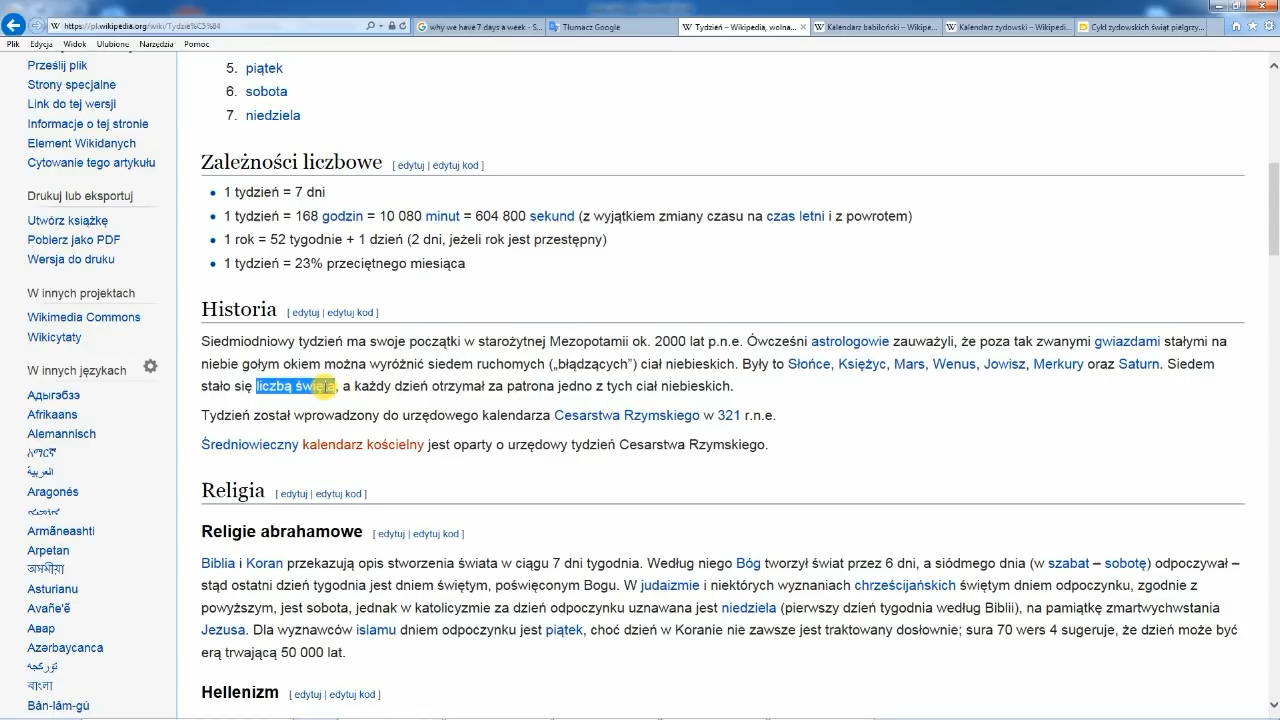 https://pl.wikipedia.org/wiki/Tydzie%C5%84
why we have 7 days a week - S...
Tłumacz Google
Tydzień – Wikipedia, wolna...
Kalendarz babiloński – Wikipe...
Kalendarz żydowski – Wikipedi...
Cykl żydowskich świąt pielgrzy...
Plik Edycja Widok Ulubione Narzędzia Pomoc
Prześlij plik
Strony specjalne
Link do tej wersji
Informacje o tej stronie
Element Wikidanych
Cytowanie tego artykułu
Drukuj lub eksportuj
Utwórz książkę
Pobierz jako PDF
Wersja do druku
W innych projektach
Wikimedia Commons
Wikicytaty
W innych językach
Адыгэбзэ
Afrikaans
Alemannisch
አማርኛ
العربية
Aragonés
Armãneashti
Arpetan
অসমীয়া
Asturianu
Avañe'ẽ
Авар
Azərbaycanca
تۆرکجه
বাংলা
Bân-lâm-gú
5. piątek
6. sobota
7. niedziela
Zależności liczbowe [ edytuj | edytuj kod ]
1 tydzień = 7 dni
1 tydzień = 168 godzin = 10 080 minut = 604 800 sekund (z wyjątkiem zmiany czasu na czas letni i z powrotem)
1 rok = 52 tygodnie + 1 dzień (2 dni, jeżeli rok jest przestępny)
1 tydzień = 23% przeciętnego miesiąca
Historia [ edytuj | edytuj kod ]
Siedmiodniowy tydzień ma swoje początki w starożytnej Mezopotamii ok. 2000 lat p.n.e. Ówcześni astrologowie zauważyli, że poza tak zwanymi gwiazdami stałymi na
niebie gołym okiem można wyróżnić siedem ruchomych („błądzących") ciał niebieskich. Były to Słońce, Księżyc, Mars, Wenus, Jowisz, Merkury oraz Saturn. Siedem
stało się liczbą świętą, a każdy dzień otrzymał za patrona jedno z tych ciał niebieskich.
Tydzień został wprowadzony do urzędowego kalendarza Cesarstwa Rzymskiego w 321 r.n.e.
Średniowieczny kalendarz kościelny jest oparty o urzędowy tydzień Cesarstwa Rzymskiego.
Religia [ edytuj | edytuj kod ]
Religie abrahamowe [ edytuj | edytuj kod ]
Biblia i Koran przekazują opis stworzenia świata w ciągu 7 dni tygodnia. Według niego Bóg tworzył świat przez 6 dni, a siódmego dnia (w szabat – sobotę) odpoczywał –
stąd ostatni dzień tygodnia jest dniem świętym, poświęconym Bogu. W judaizmie i niektórych wyznaniach chrześcijańskich świętym dniem odpoczynku, zgodnie z
powyższym, jest sobota, jednak w katolicyzmie za dzień odpoczynku uznawana jest niedziela (pierwszy dzień tygodnia według Biblii), na pamiątkę zmartwychwstania
Jezusa. Dla wyznawców islamu dniem odpoczynku jest piątek, choć dzień w Koranie nie zawsze jest traktowany dosłownie; sura 70 wers 4 sugeruje, że dzień może być
erą trwającą 50 000 lat.
Hellenizm [ edytuj | edytuj kod ]